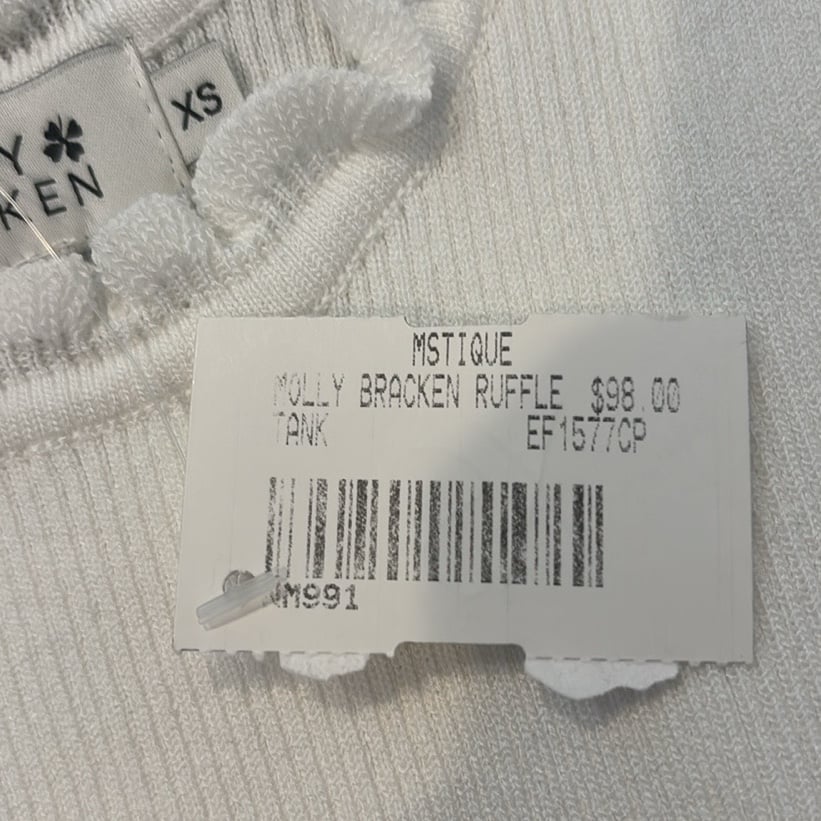 XS
Y
KEN
MSTIQUE
MOLLY BRACKEN RUFFLE $98.00
TANK EF1577CP
M991